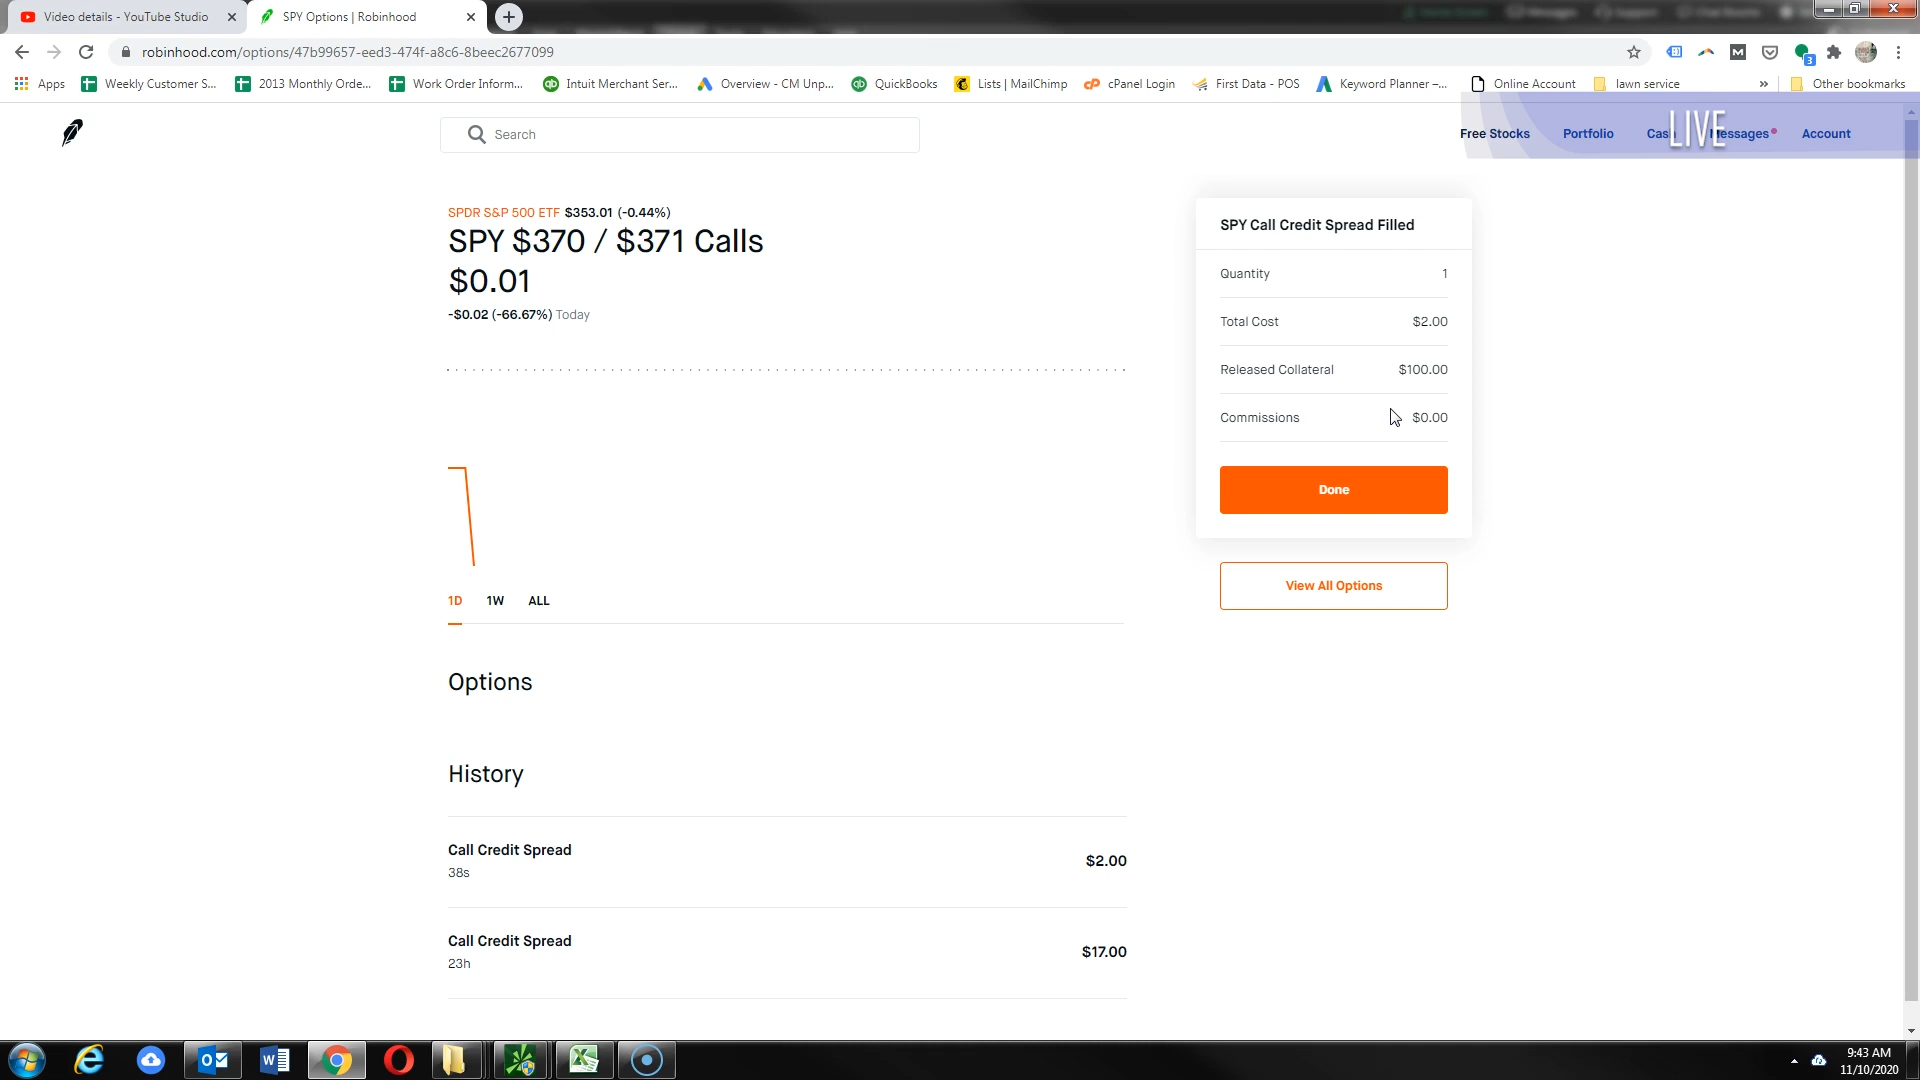 Video details - YouTube Studio
SPY Options | Robinhood
robinhood.com/options/47b99657-eed3-474f-a8c6-8beec2677099
3
Apps
Weekly Customer S...
2013 Monthly Orde...
Work Order Inform...
Intuit Merchant Ser...
Overview - CM Unp...
QuickBooks
Lists | MailChimp
cPanel Login
First Data - POS
Keyword Planner –...
Online Account
lawn service
»
Other bookmarks
Search
Free Stocks
Portfolio
Cash
LIVE
Messages
Account
SPDR S&P 500 ETF $353.01 (-0.44%)
SPY $370 / $371 Calls
$0.01
-$0.02 (-66.67%) Today
1D 1W ALL
Options
History
Call Credit Spread
38s
$2.00
Call Credit Spread
23h
$17.00
SPY Call Credit Spread Filled
Quantity 1
Total Cost $2.00
Released Collateral $100.00
Commissions $0.00
Done
View All Options
9:43 AM
11/10/2020